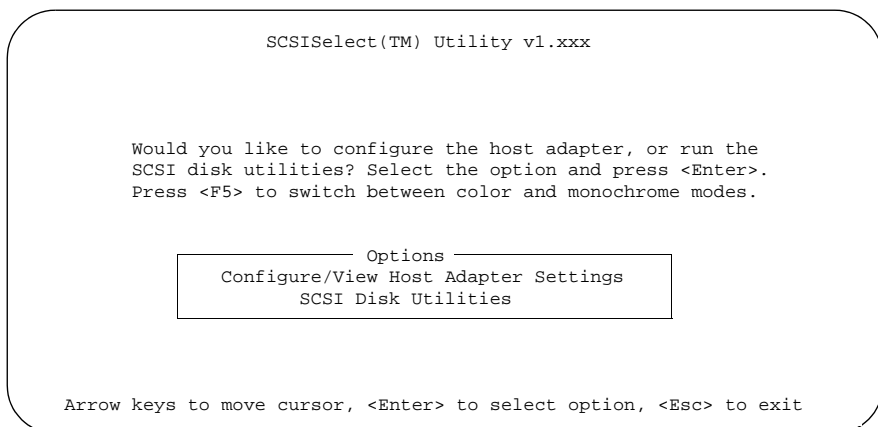 SCSISelect(TM) Utility v1.xxx
Would you like to configure the host adapter, or run the
SCSI disk utilities? Select the option and press <Enter>.
Press <F5> to switch between color and monochrome modes.
Options
Configure/View Host Adapter Settings
SCSI Disk Utilities
Arrow keys to move cursor, <Enter> to select option, <Esc> to exit